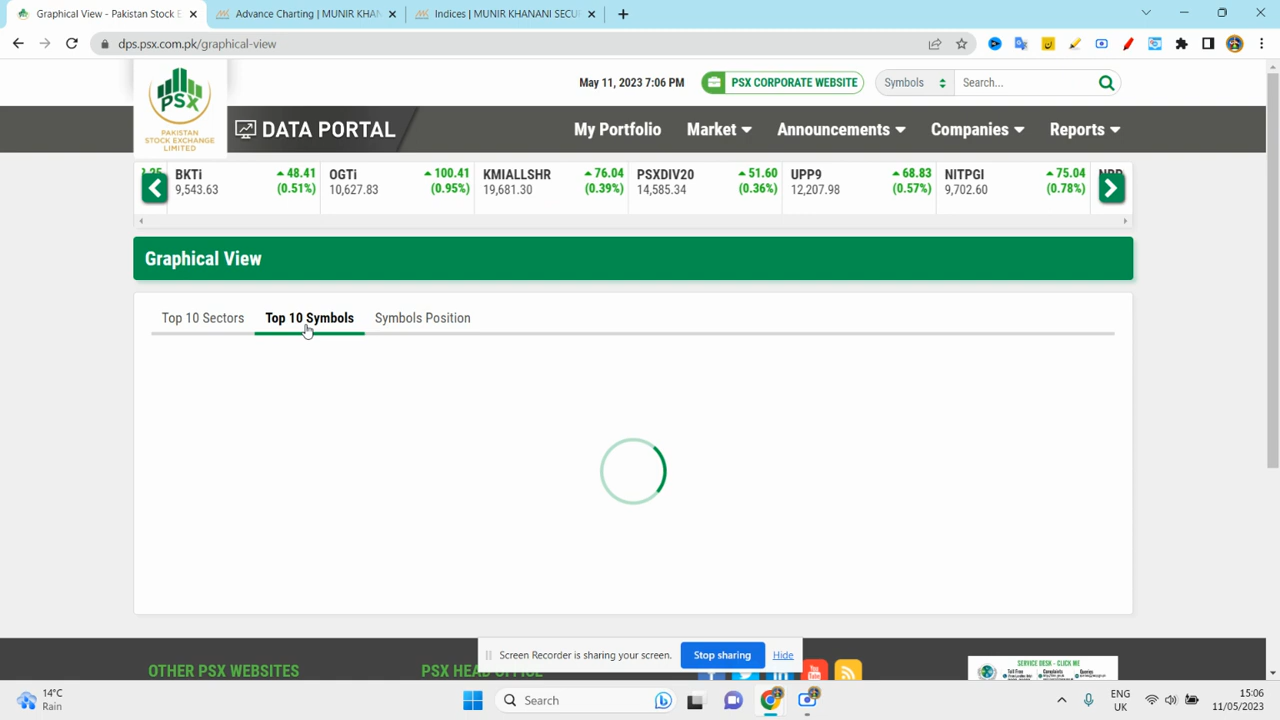 Graphical View - Pakistan Stock E
Advance Charting | MUNIR KHAN
Indices | MUNIR KHANANI SECU
dps.psx.com.pk/graphical-view
May 11, 2023 7:06 PM
PSX CORPORATE WEBSITE
Symbols
Search...
PSX
PAKISTAN
STOCK EXCHANGE
LIMITED
DATA PORTAL
My Portfolio
Market
Announcements
Companies
Reports
BKTi 48.41
9,543.63 (0.51%)
OGTi 100.41
10,627.83 (0.95%)
KMIALLSHR 76.04
19,681.30 (0.39%)
PSXDIV20 51.60
14,585.34 (0.36%)
UPP9 68.83
12,207.98 (0.57%)
NITPGI 75.04
9,702.60 (0.78%)
Graphical View
Top 10 Sectors
Top 10 Symbols
Symbols Position
Screen Recorder is sharing your screen.
Stop sharing
Hide
OTHER PSX WEBSITES
PSX HEAD OFFICE
SERVICE DESK - CLICK ME
14°C
Rain
Search
ENG
UK
15:06
11/05/2023